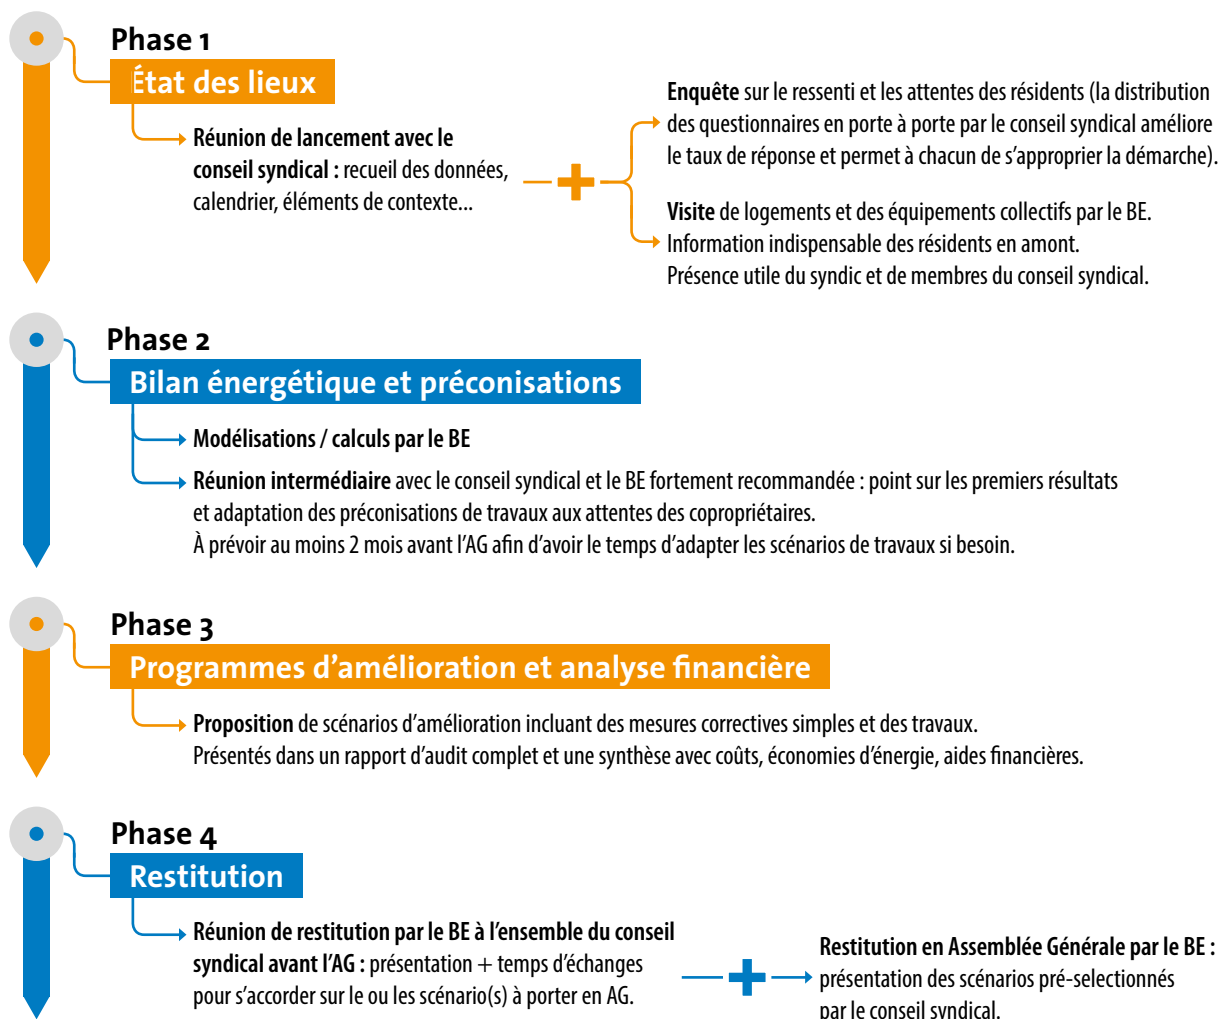 Phase 1
État des lieux
Réunion de lancement avec le
conseil syndical : recueil des données,
calendrier, éléments de contexte...
Enquête sur le ressenti et les attentes des résidents (la distribution
des questionnaires en porte à porte par le conseil syndical améliore
le taux de réponse et permet à chacun de s’approprier la démarche).
Visite de logements et des équipements collectifs par le BE.
Information indispensable des résidents en amont.
Présence utile du syndic et de membres du conseil syndical.
Phase 2
Bilan énergétique et préconisations
Modélisations / calculs par le BE
Réunion intermédiaire avec le conseil syndical et le BE fortement recommandée : point sur les premiers résultats
et adaptation des préconisations de travaux aux attentes des copropriétaires.
À prévoir au moins 2 mois avant l’AG afin d’avoir le temps d’adapter les scénarios de travaux si besoin.
Phase 3
Programmes d’amélioration et analyse financière
Proposition de scénarios d’amélioration incluant des mesures correctives simples et des travaux.
Présentés dans un rapport d’audit complet et une synthèse avec coûts, économies d’énergie, aides financières.
Phase 4
Restitution
Réunion de restitution par le BE à l’ensemble du conseil
syndical avant l’AG : présentation + temps d’échanges
pour s’accorder sur le ou les scénario(s) à porter en AG.
Restitution en Assemblée Générale par le BE :
présentation des scénarios pré-selectionnés
par le conseil syndical.